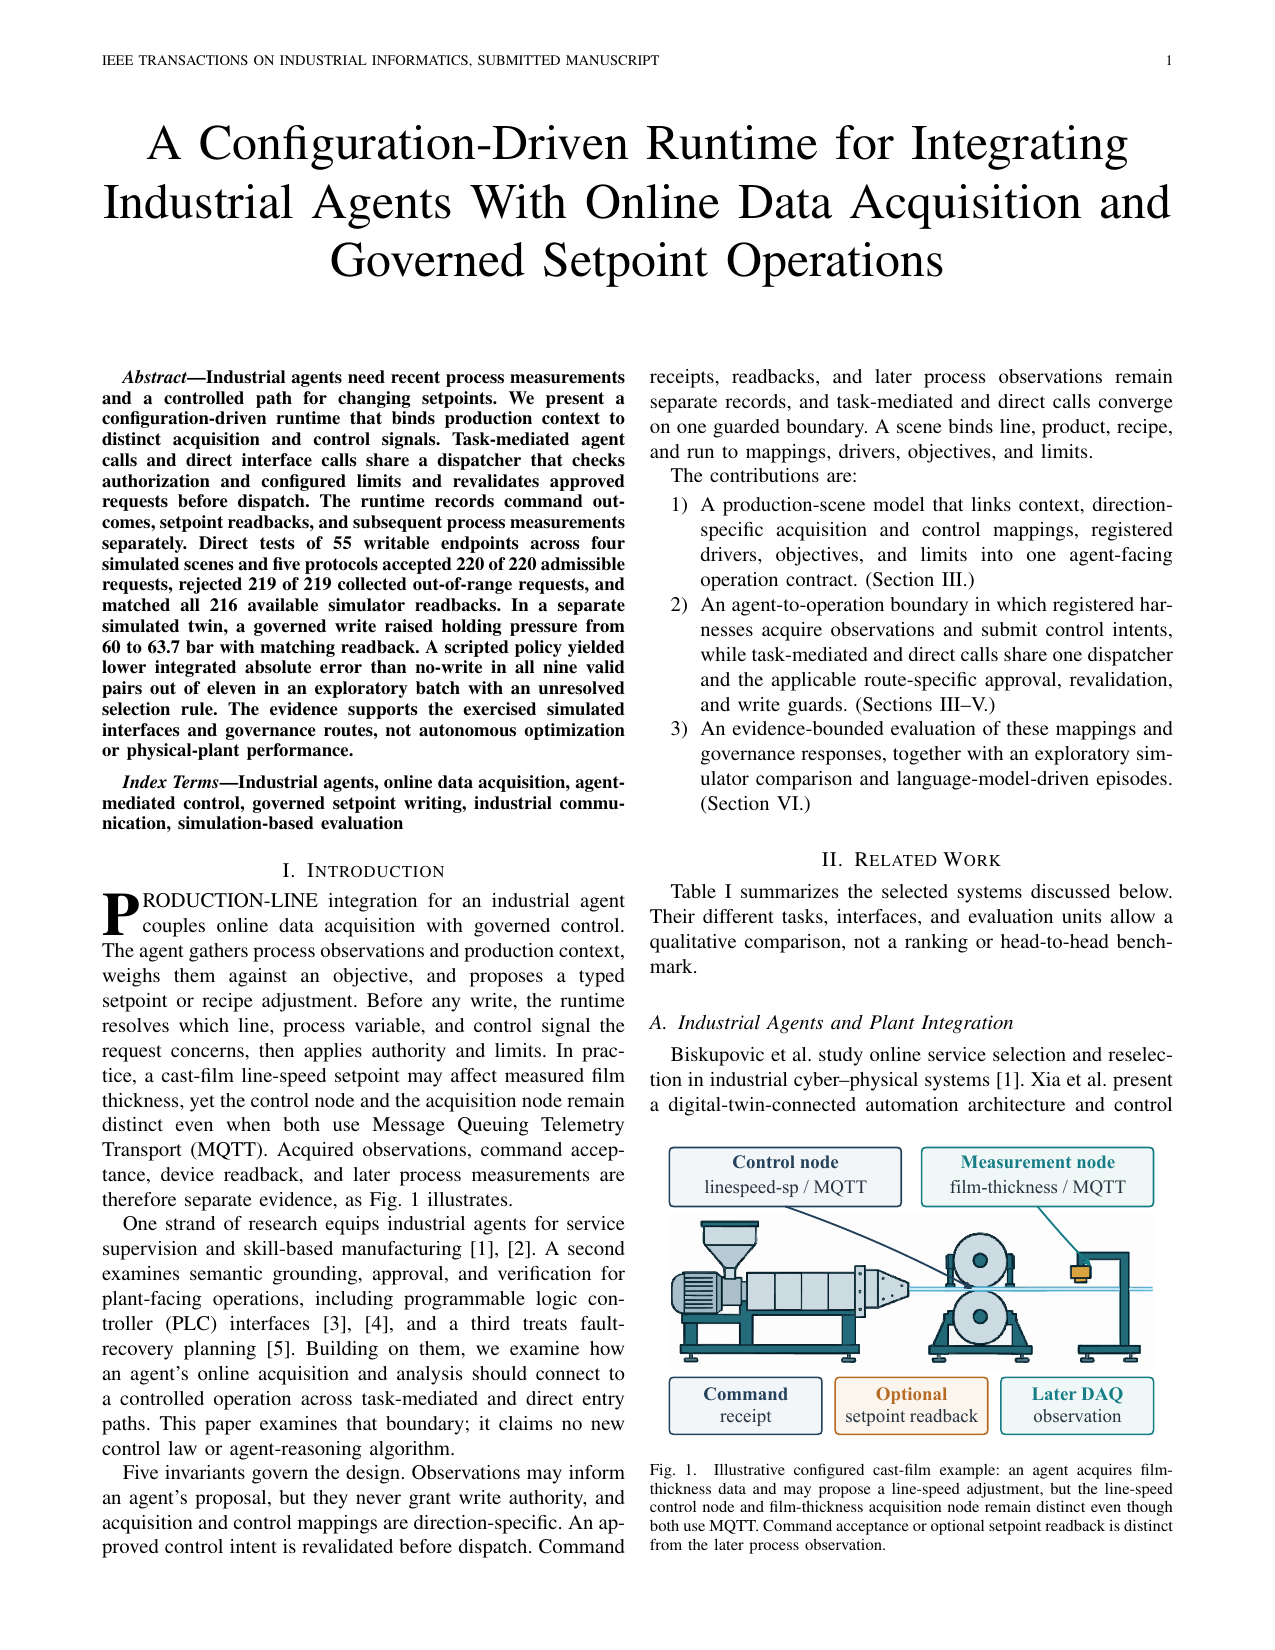 IEEE TRANSACTIONS ON INDUSTRIAL INFORMATICS, SUBMITTED MANUSCRIPT 1
A Configuration-Driven Runtime for Integrating
Industrial Agents With Online Data Acquisition and
Governed Setpoint Operations
Abstract—Industrial agents need recent process measurements
and a controlled path for changing setpoints. We present a
configuration-driven runtime that binds production context to
distinct acquisition and control signals. Task-mediated agent
calls and direct interface calls share a dispatcher that checks
authorization and configured limits and revalidates approved
requests before dispatch. The runtime records command out-
comes, setpoint readbacks, and subsequent process measurements
separately. Direct tests of 55 writable endpoints across four
simulated scenes and five protocols accepted 220 of 220 admissible
requests, rejected 219 of 219 collected out-of-range requests, and
matched all 216 available simulator readbacks. In a separate
simulated twin, a governed write raised holding pressure from
60 to 63.7 bar with matching readback. A scripted policy yielded
lower integrated absolute error than no-write in all nine valid
pairs out of eleven in an exploratory batch with an unresolved
selection rule. The evidence supports the exercised simulated
interfaces and governance routes, not autonomous optimization
or physical-plant performance.
Index Terms—Industrial agents, online data acquisition, agent-
mediated control, governed setpoint writing, industrial commu-
nication, simulation-based evaluation
I. INTRODUCTION
PRODUCTION-LINE integration for an industrial agent
couples online data acquisition with governed control.
The agent gathers process observations and production context,
weighs them against an objective, and proposes a typed
setpoint or recipe adjustment. Before any write, the runtime
resolves which line, process variable, and control signal the
request concerns, then applies authority and limits. In prac-
tice, a cast-film line-speed setpoint may affect measured film
thickness, yet the control node and the acquisition node remain
distinct even when both use Message Queuing Telemetry
Transport (MQTT). Acquired observations, command accep-
tance, device readback, and later process measurements are
therefore separate evidence, as Fig. 1 illustrates.
One strand of research equips industrial agents for service
supervision and skill-based manufacturing [1], [2]. A second
examines semantic grounding, approval, and verification for
plant-facing operations, including programmable logic con-
troller (PLC) interfaces [3], [4], and a third treats fault-
recovery planning [5]. Building on them, we examine how
an agent's online acquisition and analysis should connect to
a controlled operation across task-mediated and direct entry
paths. This paper examines that boundary; it claims no new
control law or agent-reasoning algorithm.
Five invariants govern the design. Observations may inform
an agent's proposal, but they never grant write authority, and
acquisition and control mappings are direction-specific. An ap-
proved control intent is revalidated before dispatch. Command
receipts, readbacks, and later process observations remain
separate records, and task-mediated and direct calls converge
on one guarded boundary. A scene binds line, product, recipe,
and run to mappings, drivers, objectives, and limits.
The contributions are:
1) A production-scene model that links context, direction-
specific acquisition and control mappings, registered
drivers, objectives, and limits into one agent-facing
operation contract. (Section III.)
2) An agent-to-operation boundary in which registered har-
nesses acquire observations and submit control intents,
while task-mediated and direct calls share one dispatcher
and the applicable route-specific approval, revalidation,
and write guards. (Sections III–V.)
3) An evidence-bounded evaluation of these mappings and
governance responses, together with an exploratory sim-
ulator comparison and language-model-driven episodes.
(Section VI.)
II. RELATED WORK
Table I summarizes the selected systems discussed below.
Their different tasks, interfaces, and evaluation units allow a
qualitative comparison, not a ranking or head-to-head bench-
mark.
A. Industrial Agents and Plant Integration
Biskupovic et al. study online service selection and reselec-
tion in industrial cyber–physical systems [1]. Xia et al. present
a digital-twin-connected automation architecture and control
Control node
linespeed-sp / MQTT
Measurement node
film-thickness / MQTT
Command
receipt
Optional
setpoint readback
Later DAQ
observation
Fig. 1. Illustrative configured cast-film example: an agent acquires film-
thickness data and may propose a line-speed adjustment, but the line-speed
control node and film-thickness acquisition node remain distinct even though
both use MQTT. Command acceptance or optional setpoint readback is distinct
from the later process observation.